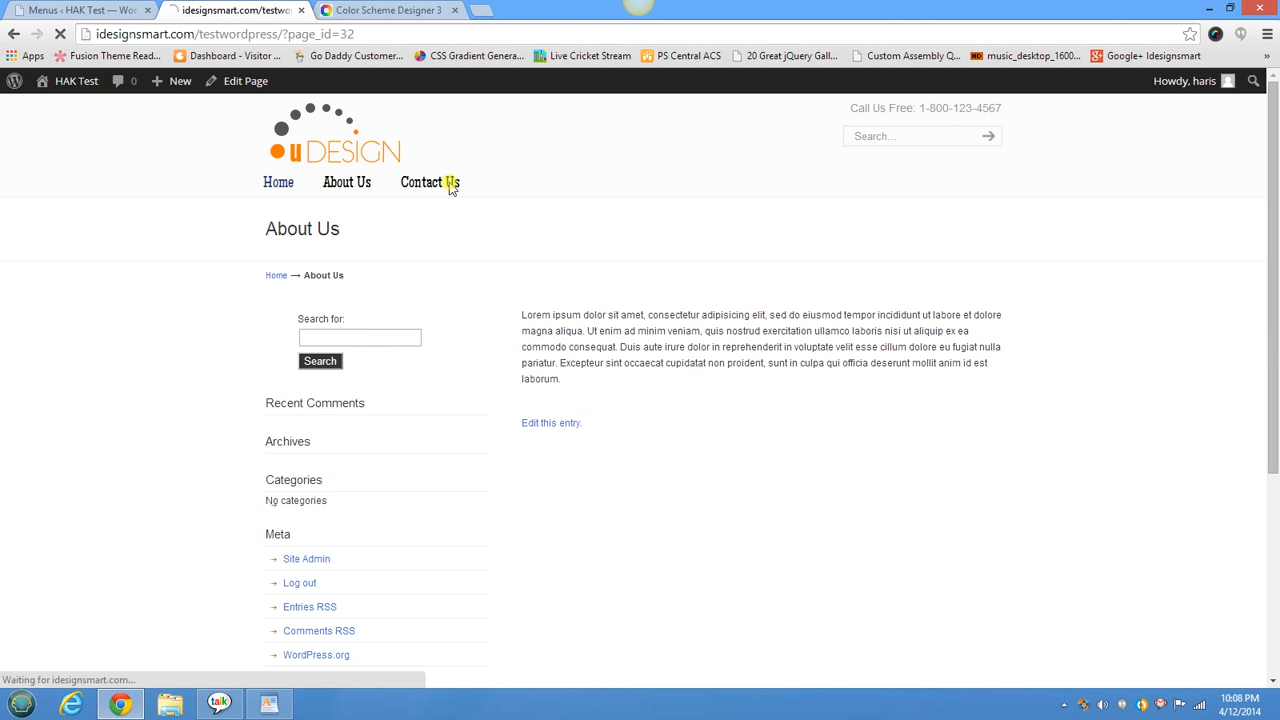 Menus ‹ HAK Test — Wor
idesignsmart.com/testwor
Color Scheme Designer 3
idesignsmart.com/testwordpress/?page_id=32
Apps
Fusion Theme Read...
Dashboard - Visitor ...
Go Daddy Customer...
CSS Gradient Genera...
Live Cricket Stream
PS Central ACS
20 Great jQuery Gall...
Custom Assembly Q...
music_desktop_1600...
Google+ Idesignsmart
»
HAK Test
0
New
Edit Page
Howdy, haris
Call Us Free: 1-800-123-4567
uDESIGN
Search...
Home
About Us
Contact Us
About Us
Home → About Us
Search for:
Search
Recent Comments
Archives
Categories
No categories
Meta
Site Admin
Log out
Entries RSS
Comments RSS
WordPress.org
Lorem ipsum dolor sit amet, consectetur adipisicing elit, sed do eiusmod tempor incididunt ut labore et dolore
magna aliqua. Ut enim ad minim veniam, quis nostrud exercitation ullamco laboris nisi ut aliquip ex ea
commodo consequat. Duis aute irure dolor in reprehenderit in voluptate velit esse cillum dolore eu fugiat nulla
pariatur. Excepteur sint occaecat cupidatat non proident, sunt in culpa qui officia deserunt mollit anim id est
laborum.
Edit this entry.
Waiting for idesignsmart.com...
talk
10:08 PM
4/12/2014